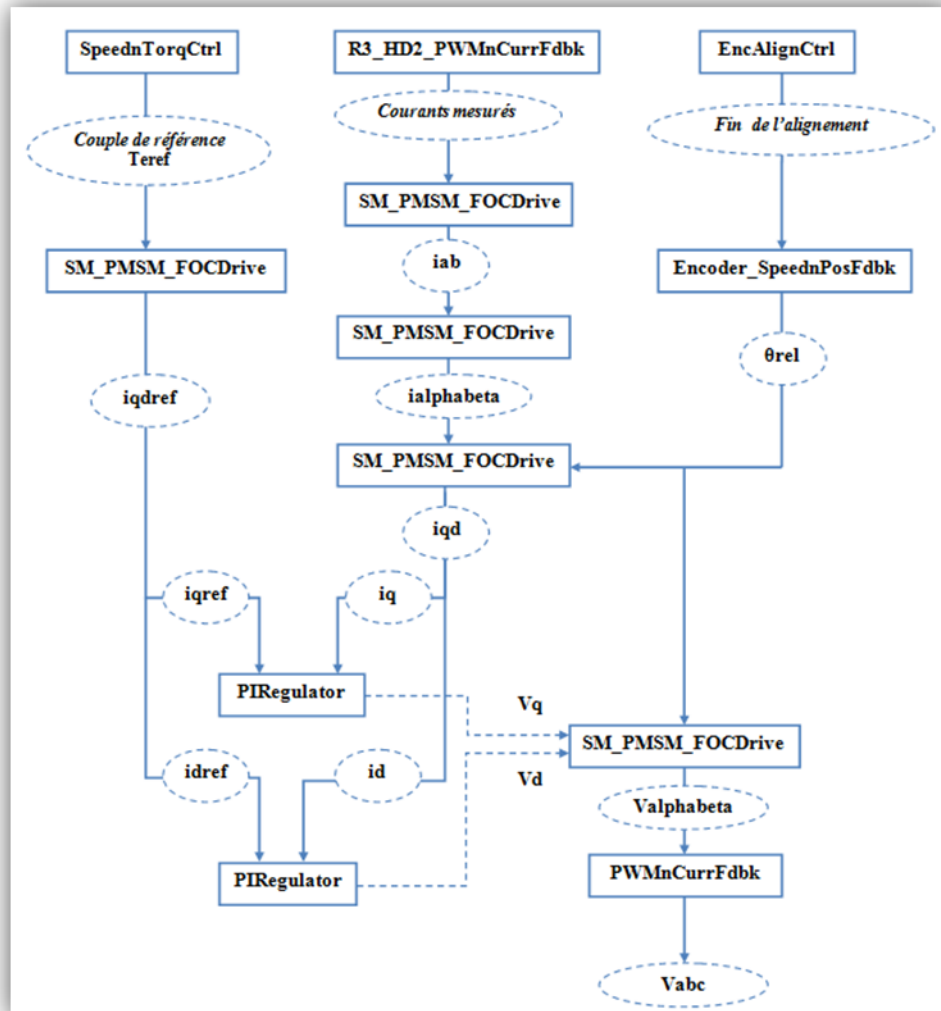 SpeednTorqCtrl
R3_HD2_PWMnCurrFdbk
EncAlignCtrl
Courants mesurés
Fin de l'alignement
Couple de référence
Teref
SM_PMSM_FOCDrive
SM_PMSM_FOCDrive
Encoder_SpeednPosFdbk
iab
SM_PMSM_FOCDrive
θrel
iqdref
ialphabeta
SM_PMSM_FOCDrive
iqd
iqref
iq
PIRegulator
Vq
SM_PMSM_FOCDrive
idref
id
Vd
Valphabeta
PIRegulator
PWMnCurrFdbk
Vabc